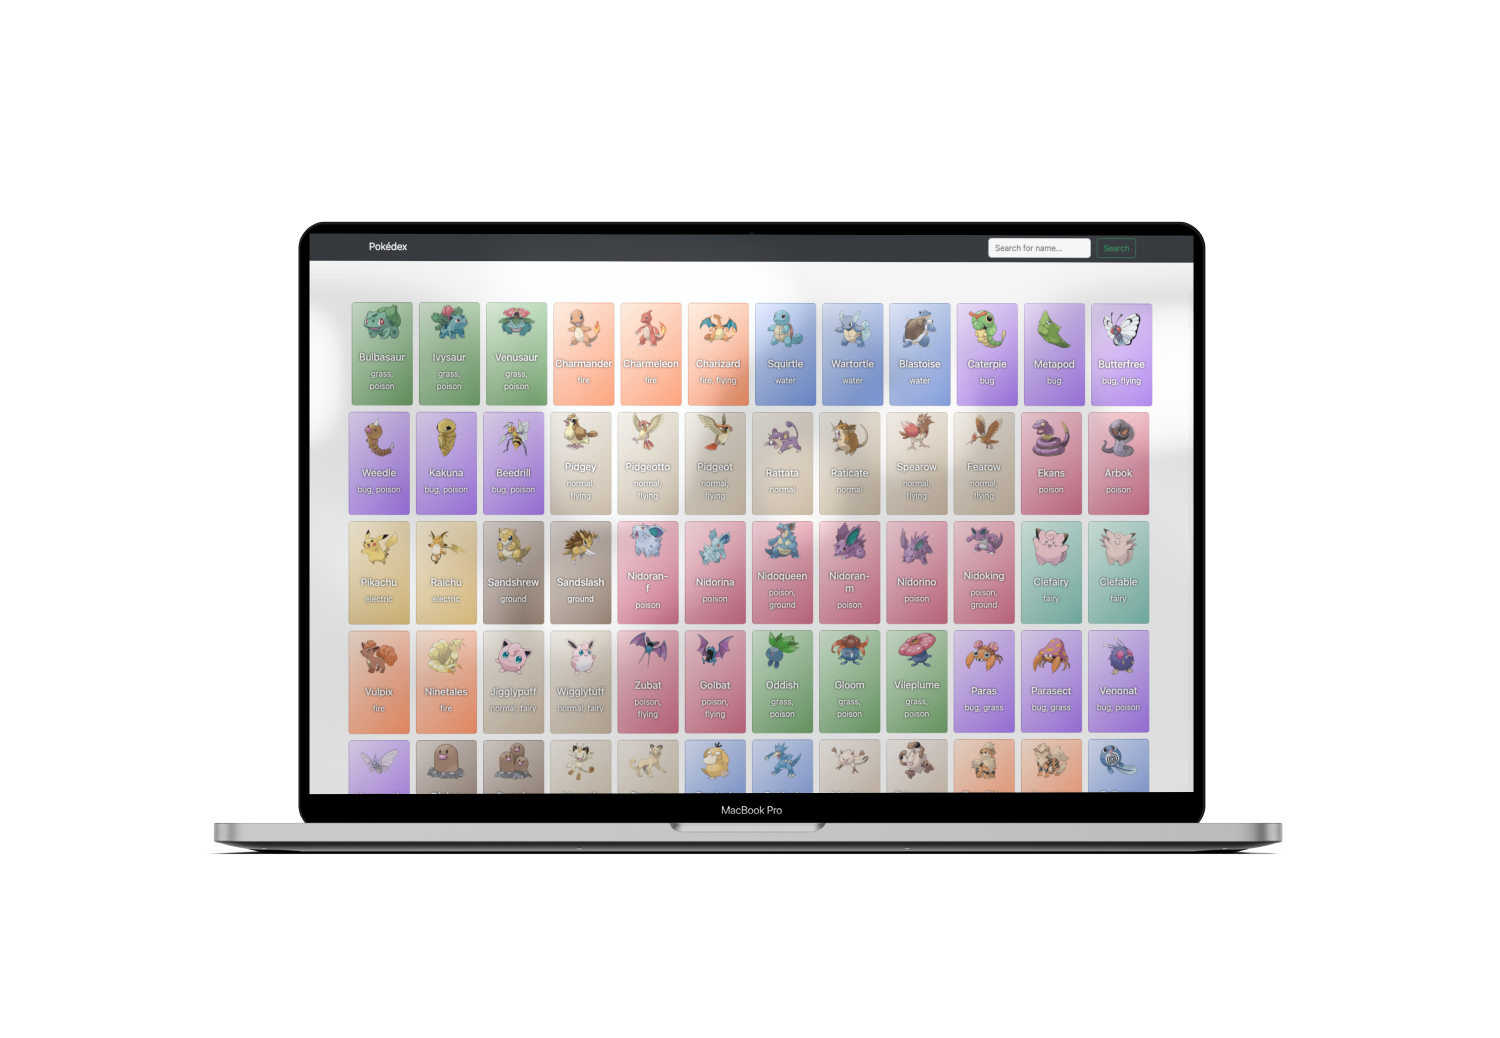 Pokédex
Search for name...
Search
Bulbasaur
grass,
poison
Ivysaur
grass,
poison
Venusaur
grass,
poison
Charmander
fire
Charmeleon
fire
Charizard
fire, flying
Squirtle
water
Wartortle
water
Blastoise
water
Caterpie
bug
Metapod
bug
Butterfree
bug, flying
Weedle
bug, poison
Kakuna
bug, poison
Beedrill
bug, poison
Pidgey
normal,
flying
Pidgeotto
normal,
flying
Pidgeot
normal,
flying
Rattata
normal
Raticate
normal
Spearow
normal,
flying
Fearow
normal,
flying
Ekans
poison
Arbok
poison
Pikachu
electric
Raichu
electric
Sandshrew
ground
Sandslash
ground
Nidoran-
f
poison
Nidorina
poison
Nidoqueen
poison,
ground
Nidoran-
m
poison
Nidorino
poison
Nidoking
poison,
ground
Clefairy
fairy
Clefable
fairy
Vulpix
fire
Ninetales
fire
Jigglypuff
normal, fairy
Wigglytuff
normal, fairy
Zubat
poison,
flying
Golbat
poison,
flying
Oddish
grass,
poison
Gloom
grass,
poison
Vileplume
grass,
poison
Paras
bug, grass
Parasect
bug, grass
Venonat
bug, poison
MacBook Pro